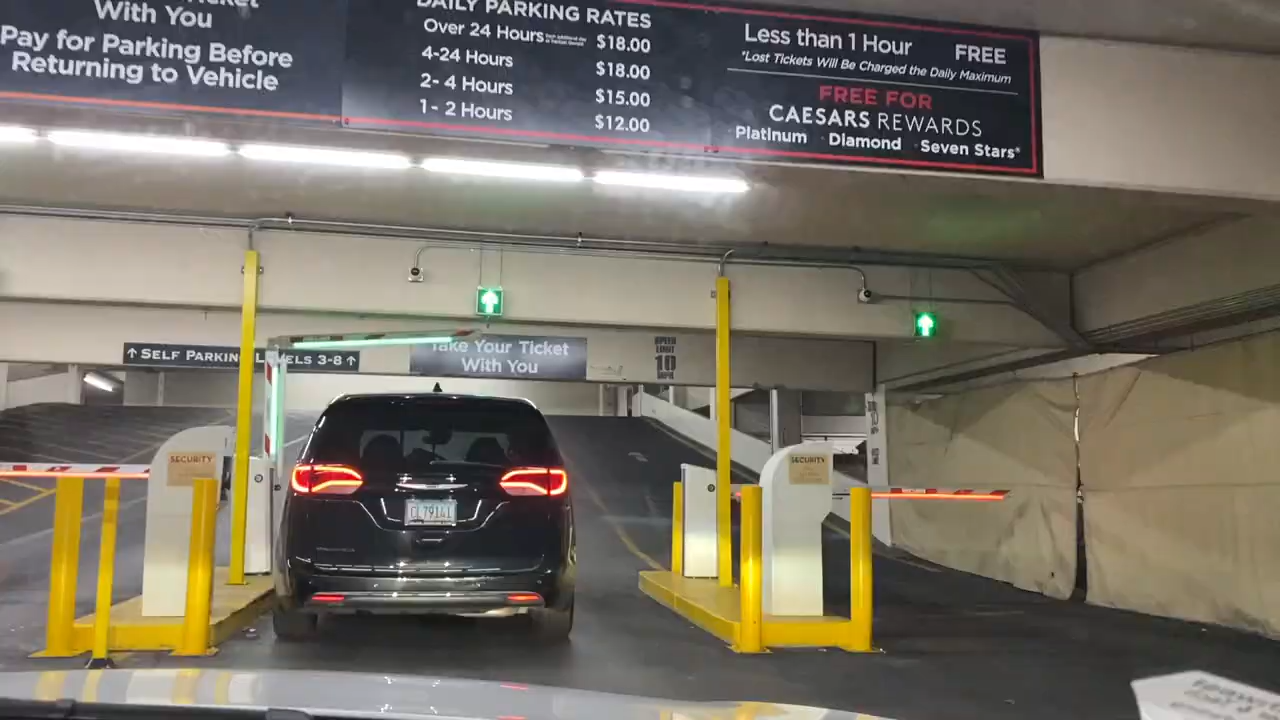 With You
Pay for Parking Before
Returning to Vehicle
DAILY PARKING RATES
Over 24 Hours $18.00
4-24 Hours $18.00
2- 4 Hours $15.00
1- 2 Hours $12.00
Less than 1 Hour FREE
*Lost Tickets Will Be Charged the Daily Maximum
FREE FOR
CAESARS REWARDS
Platinum Diamond Seven Stars*
↑ SELF PARKING LEVELS 3-8 ↑
Take Your Ticket
With You
SPEED
LIMIT
10
MPH
SECURITY
SECURITY